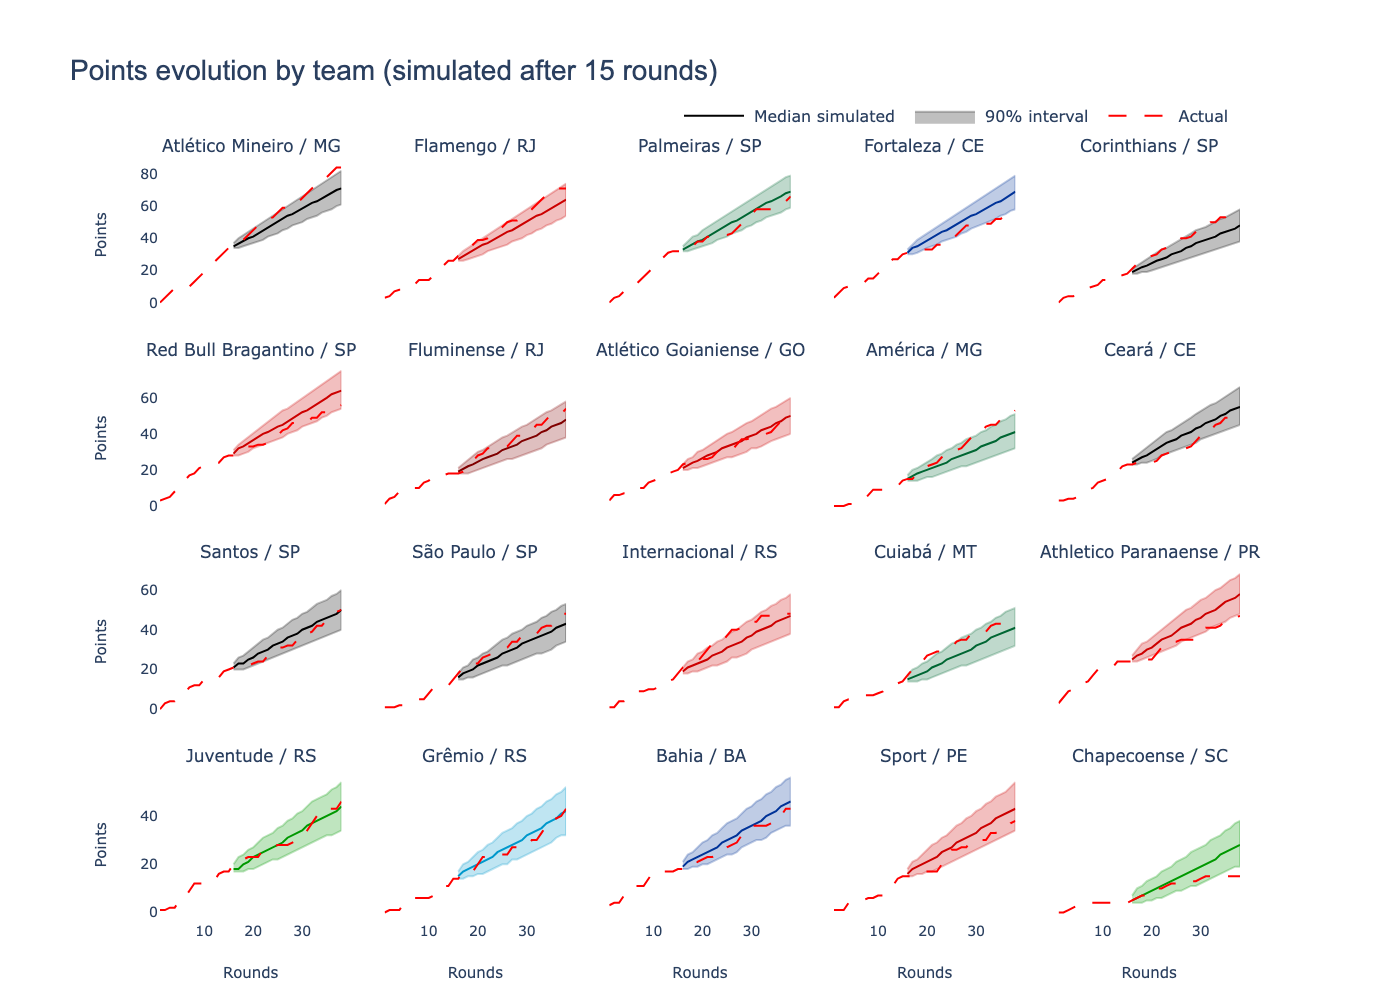 Points evolution by team (simulated after 15 rounds)
Median simulated 90% interval Actual
Atlético Mineiro / MG Flamengo / RJ Palmeiras / SP Fortaleza / CE Corinthians / SP
80
60
40
20
0
Points
Red Bull Bragantino / SP Fluminense / RJ Atlético Goianiense / GO América / MG Ceará / CE
60
40
20
0
Points
Santos / SP São Paulo / SP Internacional / RS Cuiabá / MT Athletico Paranaense / PR
60
40
20
0
Points
Juventude / RS Grêmio / RS Bahia / BA Sport / PE Chapecoense / SC
40
20
0
Points
10 20 30 10 20 30 10 20 30 10 20 30 10 20 30
Rounds Rounds Rounds Rounds Rounds